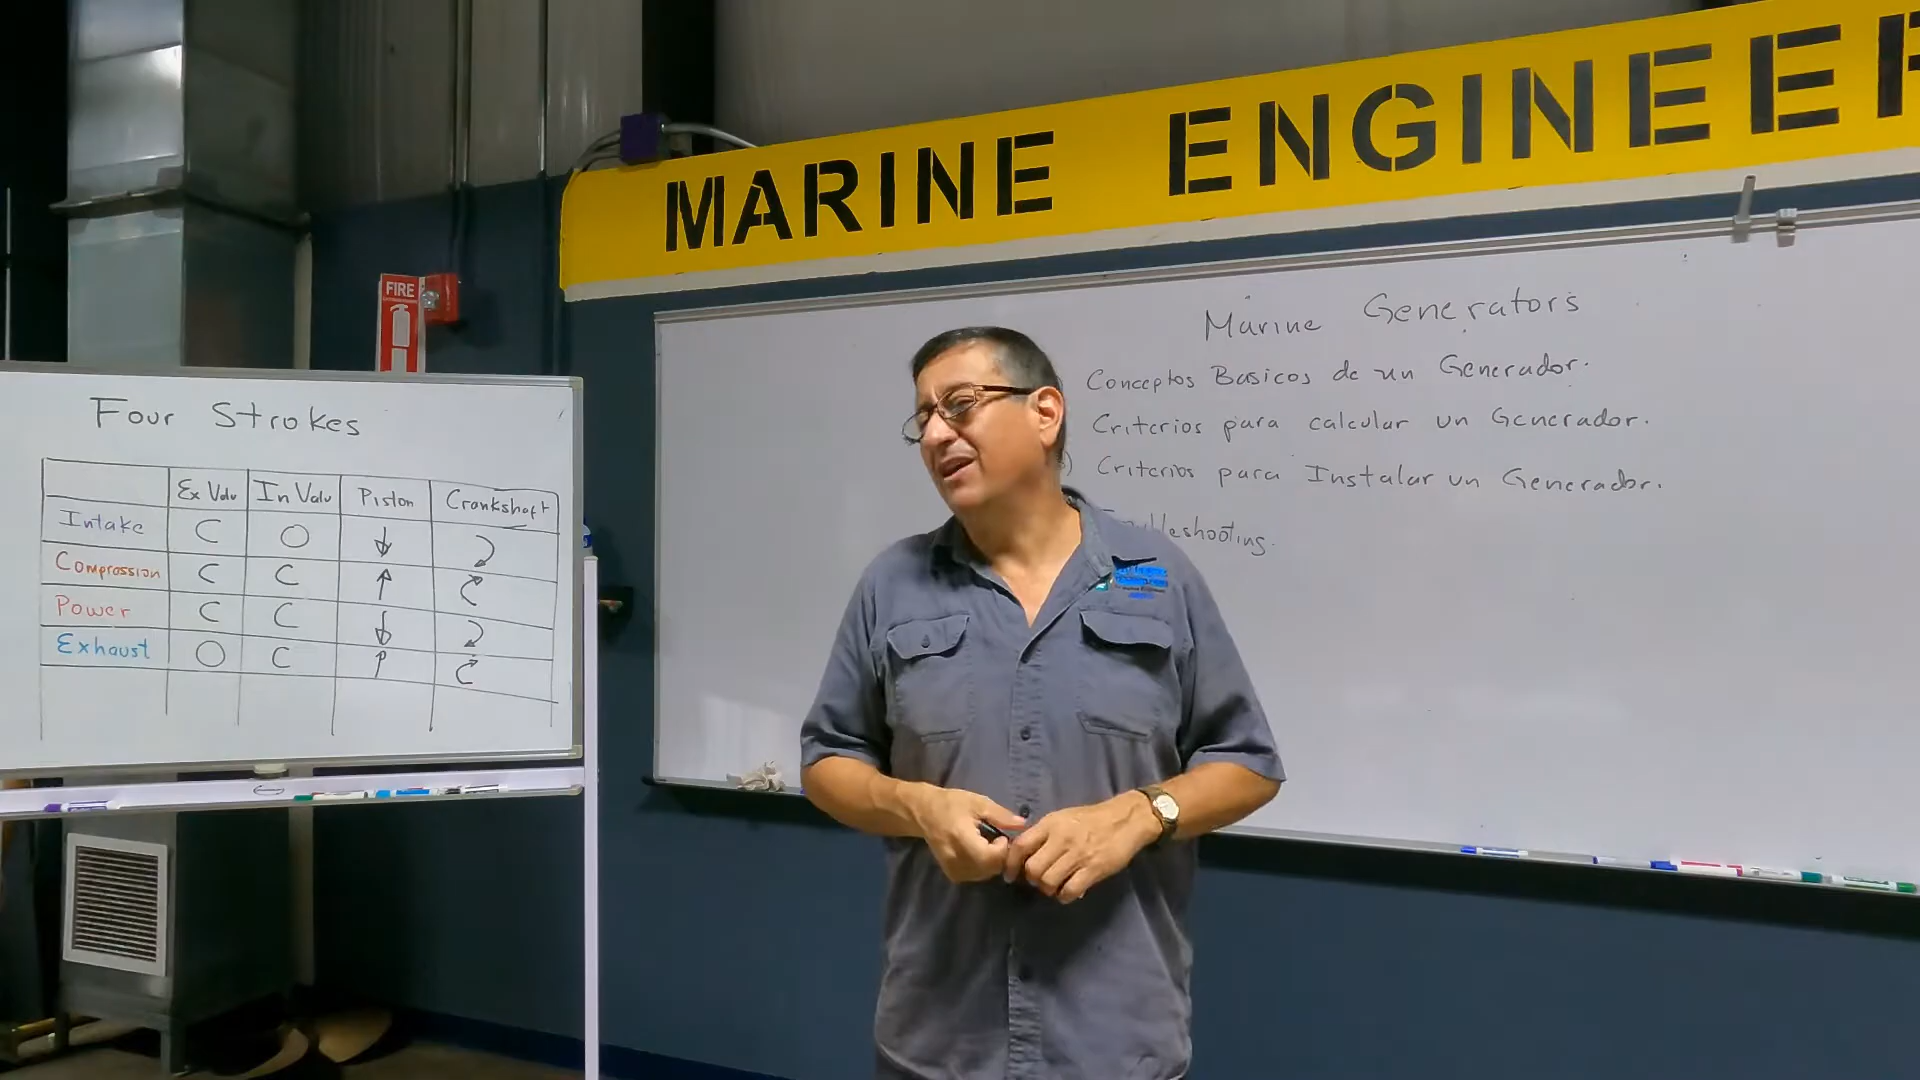 MARINE ENGINEER
FIRE
Four Strokes
Ex Valv In Valv Piston Crankshaft
Intake C O ↓
Compression C C ↑
Power C C ↓
Exhaust O C ↑
Marine Generators
Conceptos Basicos de un Generador.
Criterios para calcular un Generador.
) Criterios para Instalar un Generador.